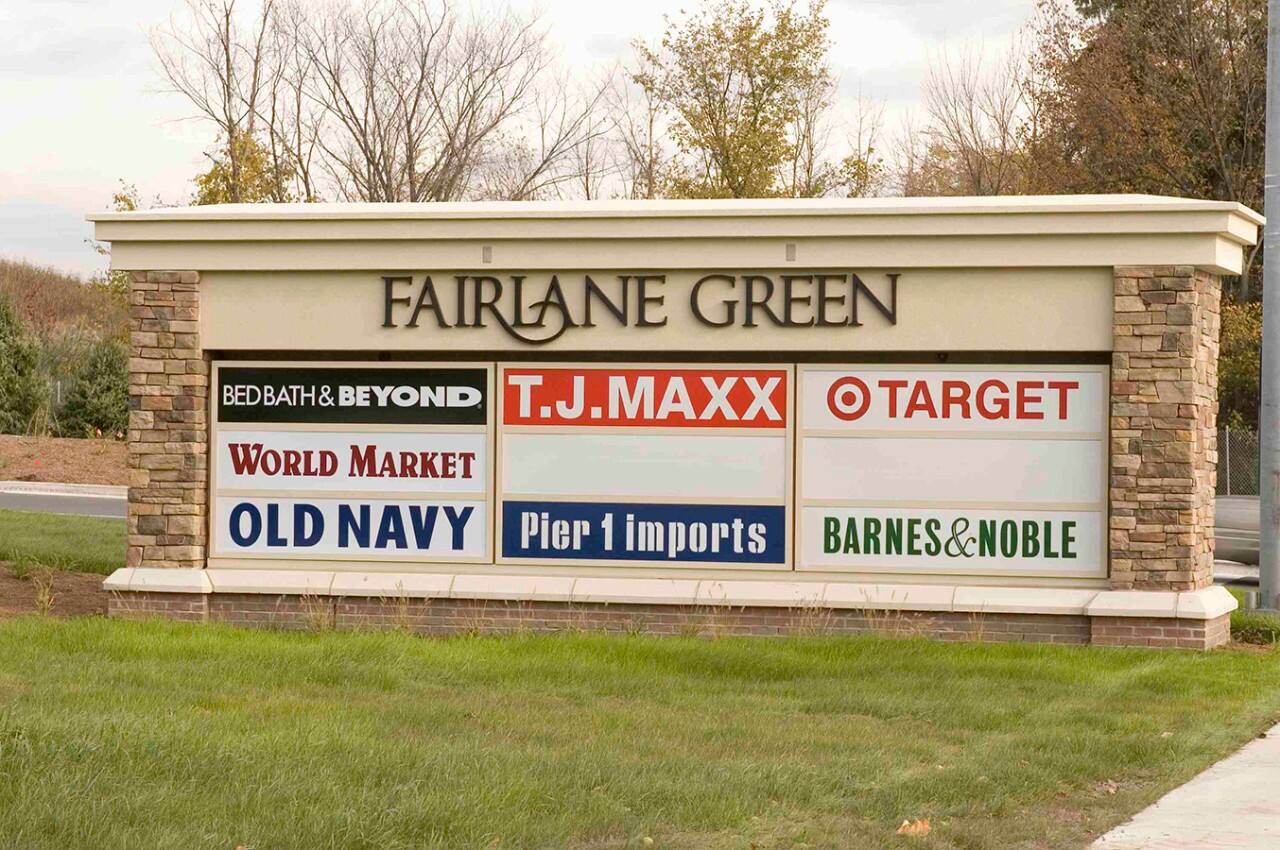 FAIRLANE GREEN
BED BATH & BEYOND®
T.J.MAXX
TARGET
WORLD MARKET
OLD NAVY
Pier 1 imports
BARNES & NOBLE